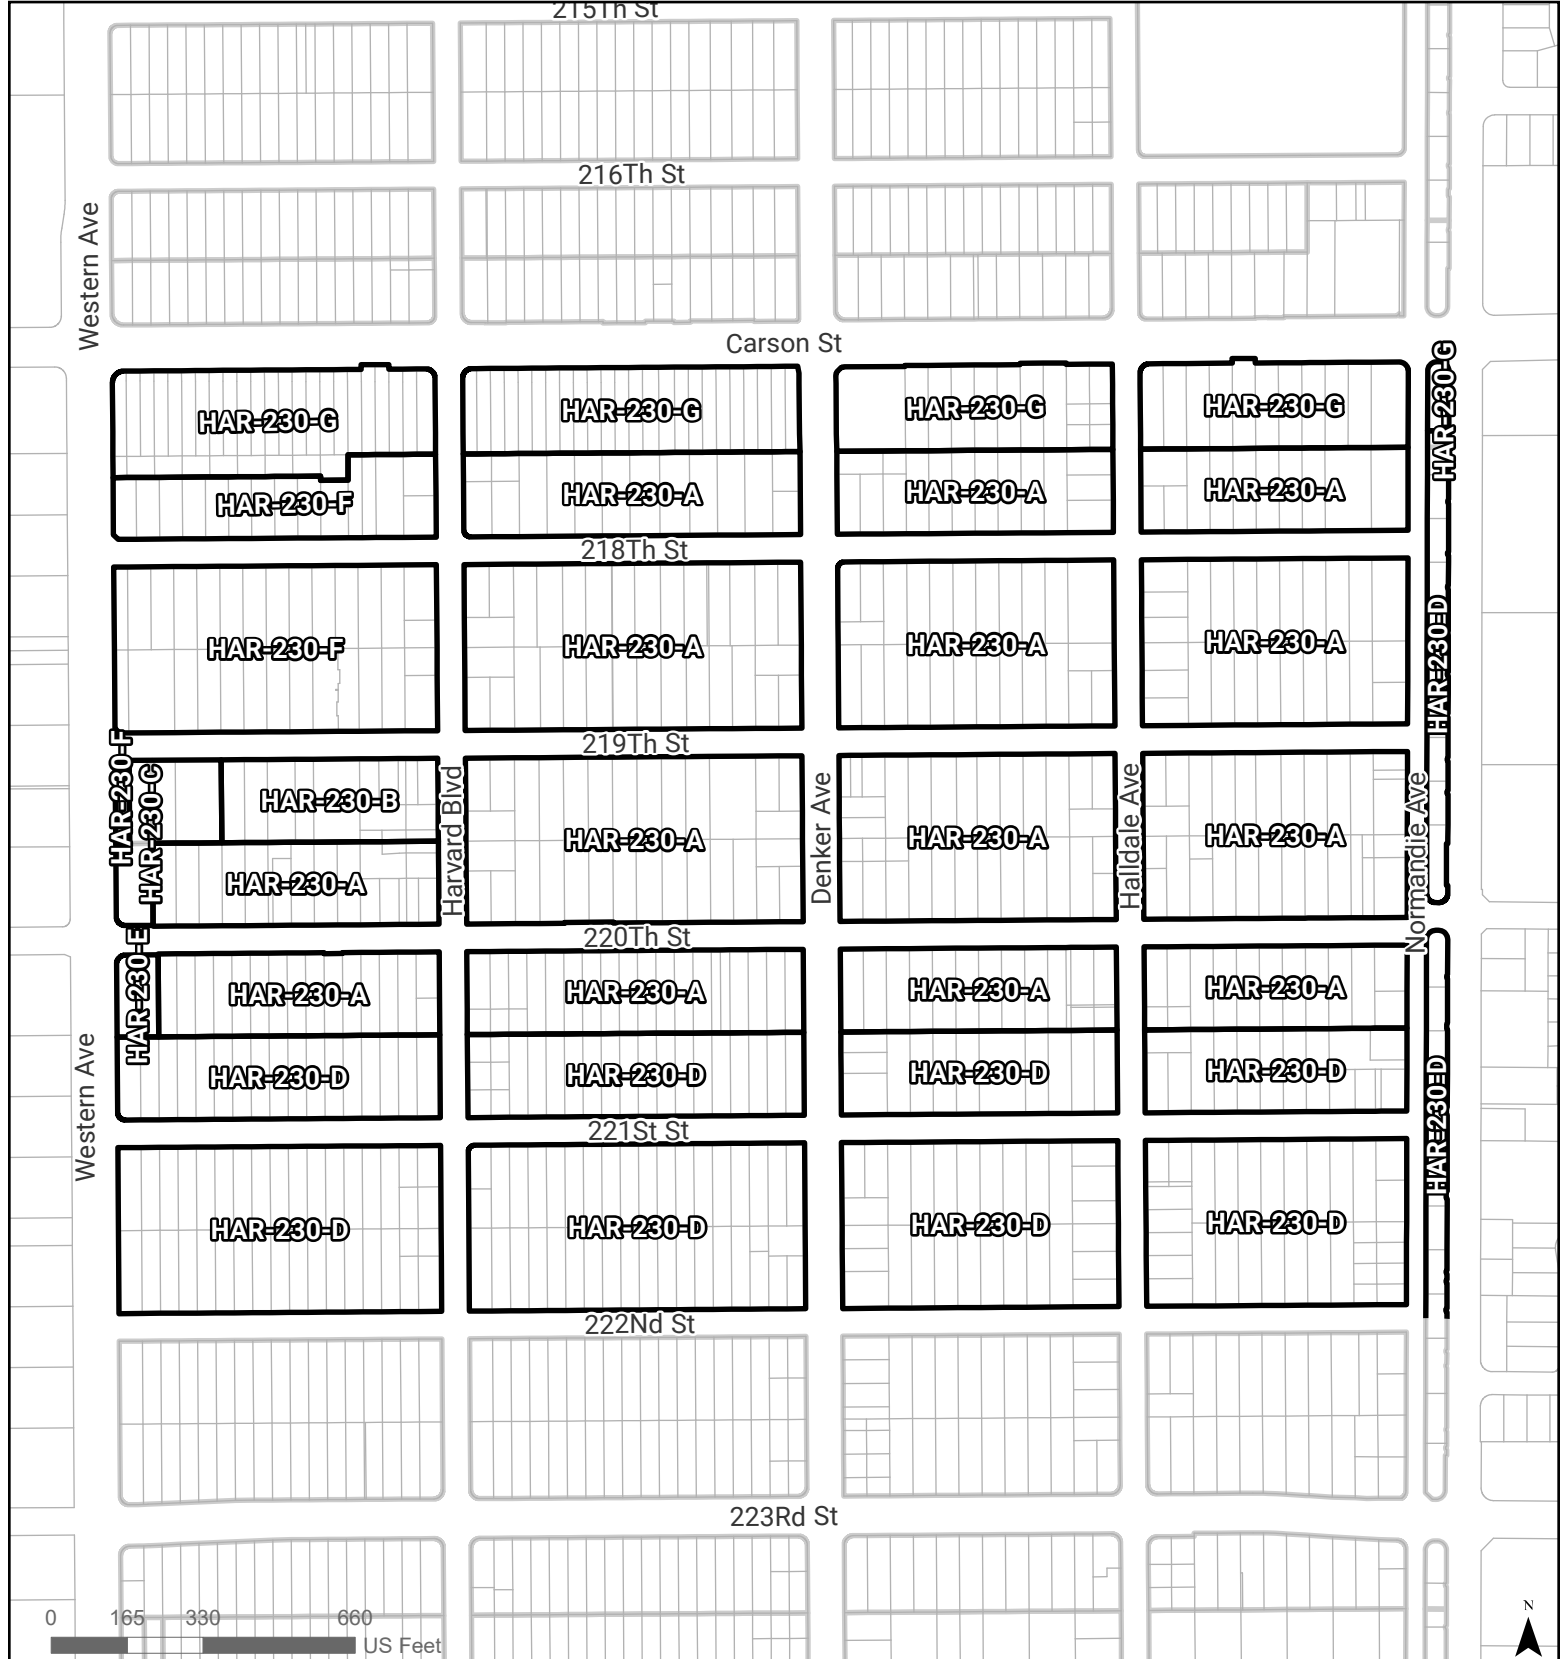 215Th St
216Th St
Western Ave
Carson St
HAR-230-G
HAR-230-G
HAR-230-G
HAR-230-G
HAR-230-G
HAR-230-F
HAR-230-A
HAR-230-A
HAR-230-A
218Th St
HAR-230-F
HAR-230-A
HAR-230-A
HAR-230-A
HAR-230-D
219Th St
HAR-230-F
HAR-230-C
HAR-230-B
HAR-230-A
Harvard Blvd
HAR-230-A
Denker Ave
HAR-230-A
Halldale Ave
HAR-230-A
Normandie Ave
220Th St
HAR-230-E
HAR-230-A
HAR-230-A
HAR-230-A
HAR-230-A
Western Ave
HAR-230-D
HAR-230-D
HAR-230-D
HAR-230-D
HAR-230-D
221St St
HAR-230-D
HAR-230-D
HAR-230-D
HAR-230-D
222Nd St
223Rd St
0 165 330 660
US Feet
N